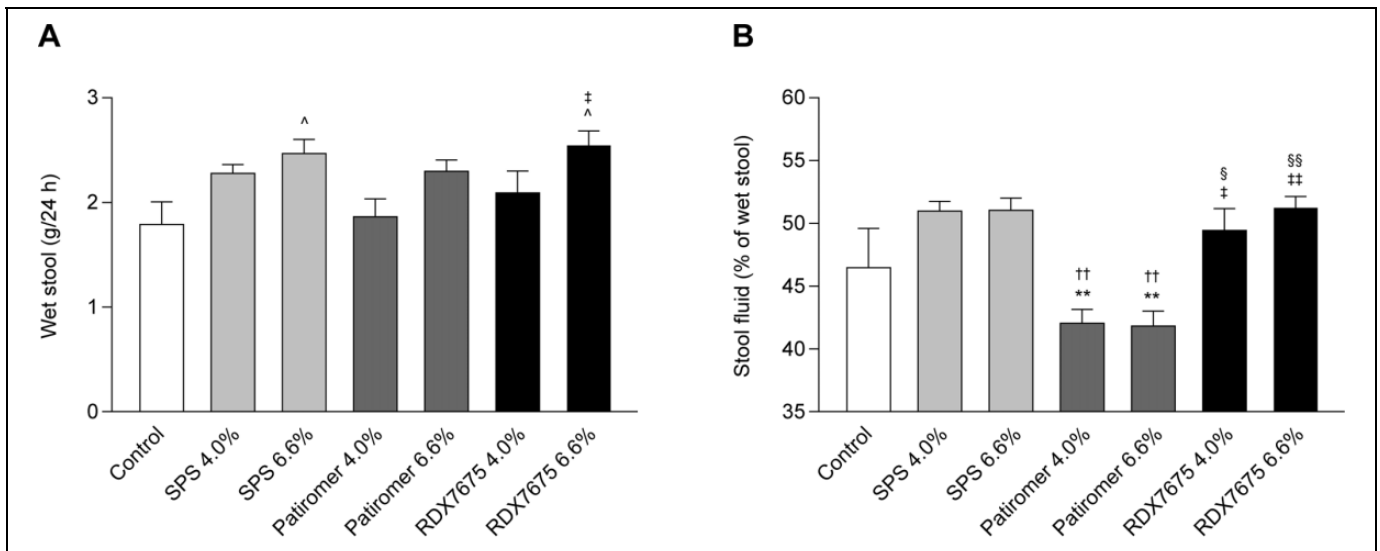 A
Wet stool (g/24 h)
3
2
1
0
^
‡
^
Control
SPS 4.0%
SPS 6.6%
Patiromer 4.0%
Patiromer 6.6%
RDX7675 4.0%
RDX7675 6.6%
B
Stool fluid (% of wet stool)
60
55
50
45
40
35
††
**
††
**
§
‡
§§
‡‡
Control
SPS 4.0%
SPS 6.6%
Patiromer 4.0%
Patiromer 6.6%
RDX7675 4.0%
RDX7675 6.6%